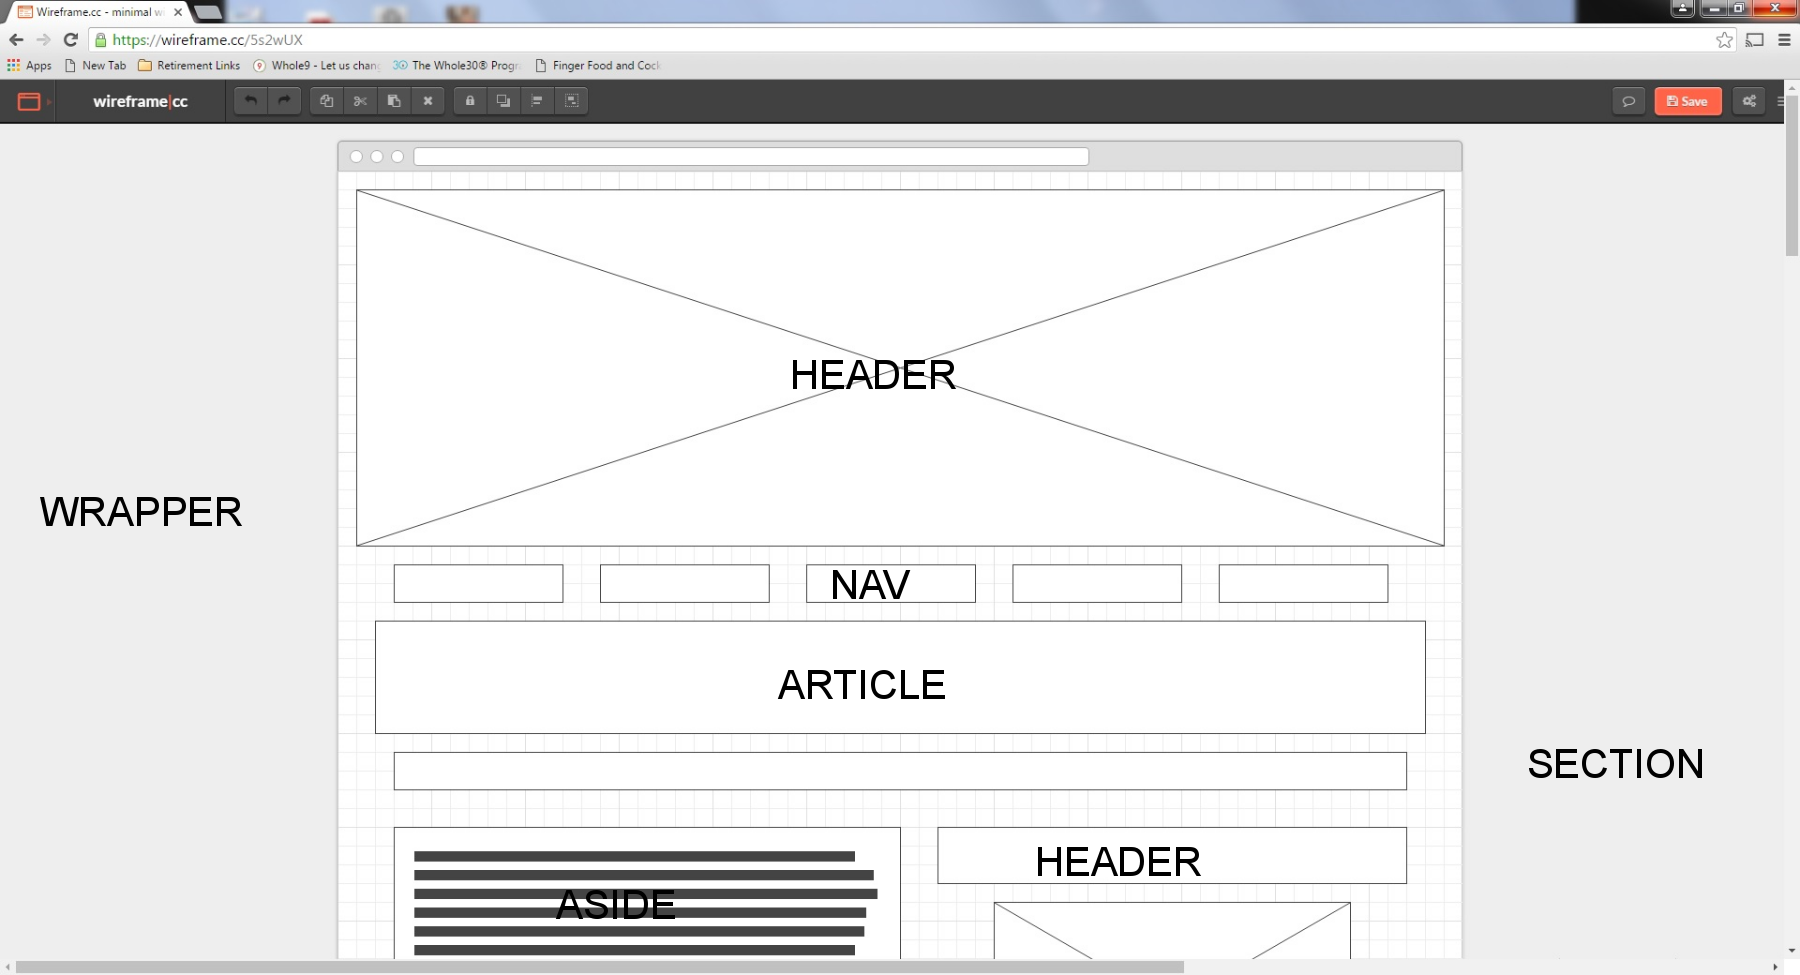 Wireframe.cc - minimal w
https://wireframe.cc/5s2wUX
Apps New Tab Retirement Links Whole9 - Let us chan The Whole30® Progr Finger Food and Cock
wireframe|cc Save
HEADER
WRAPPER
NAV
ARTICLE
SECTION
HEADER
ASIDE